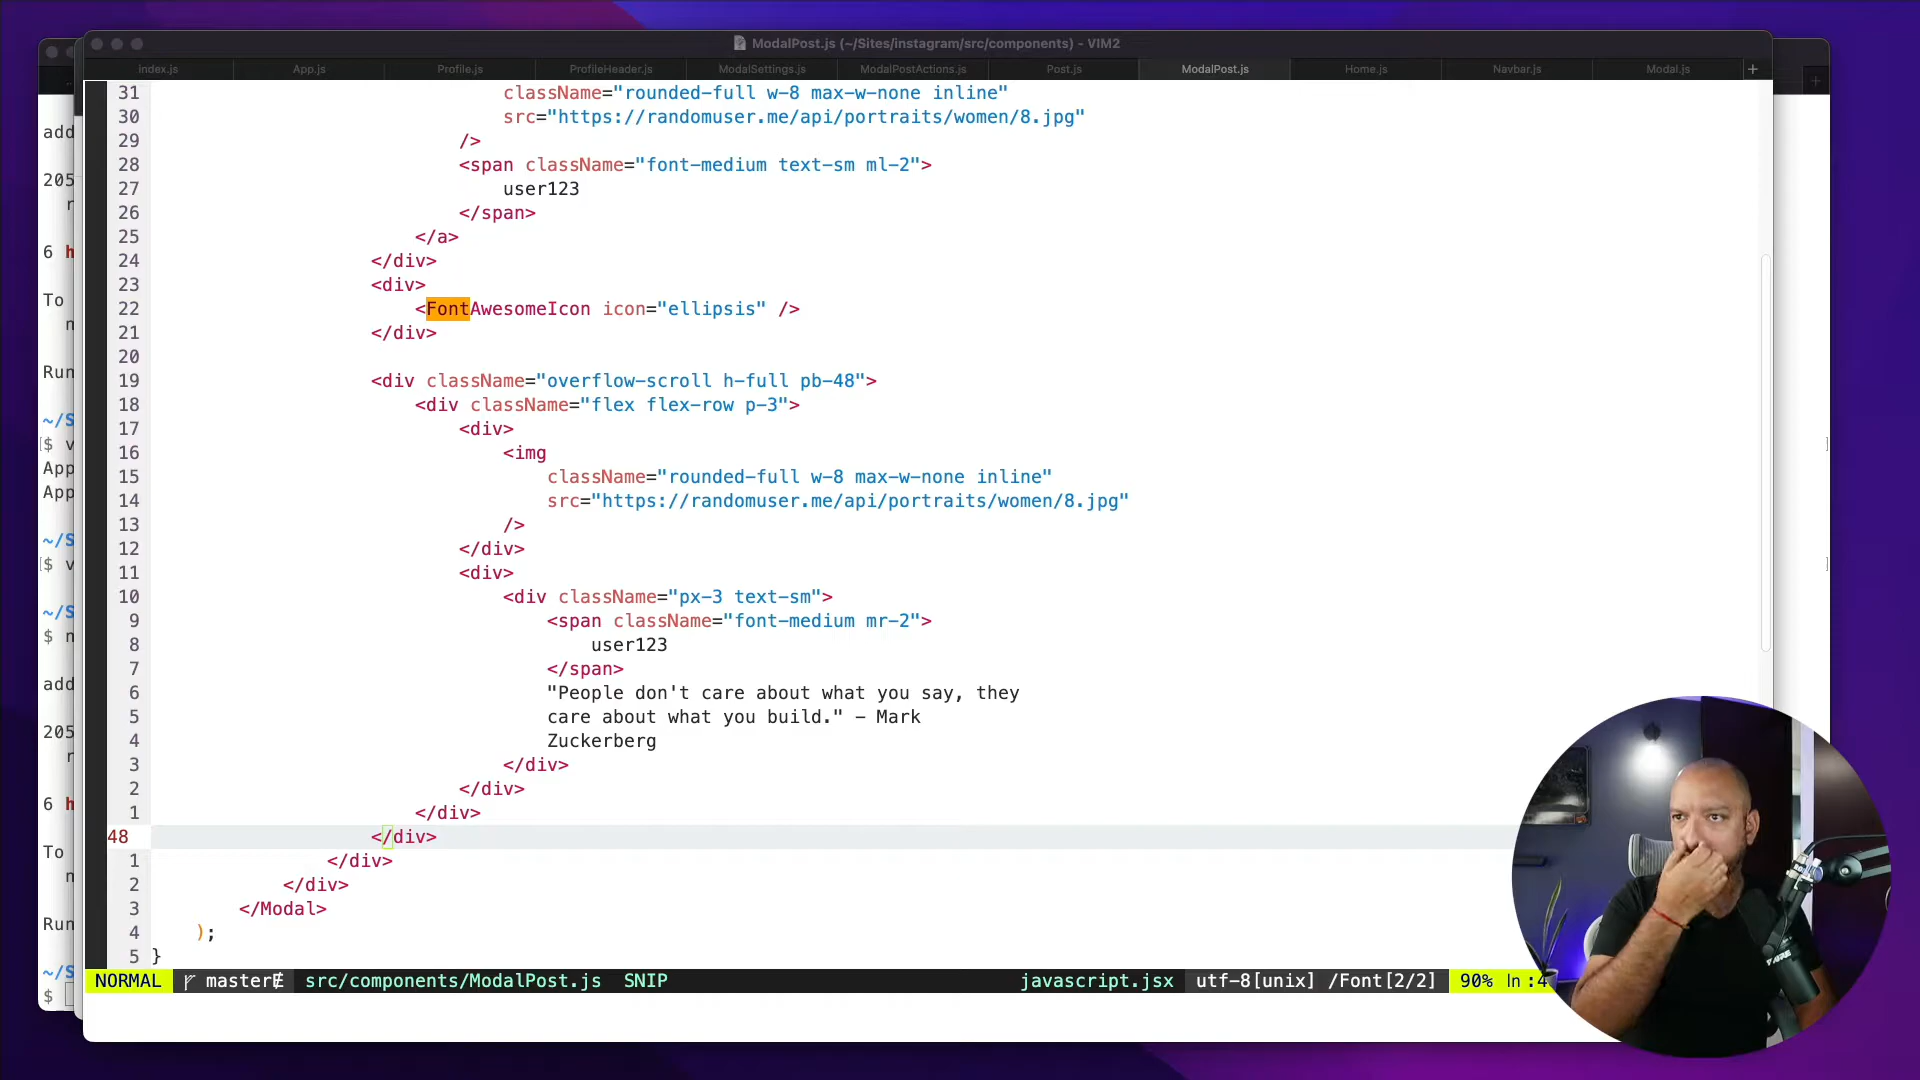 ModalPost.js (~/Sites/instagram/src/components) - VIM2
index.js App.js Profile.js ProfileHeader.js ModalSettings.js ModalPostActions.js Post.js ModalPost.js Home.js Navbar.js Modal.js +
31 className="rounded-full w-8 max-w-none inline"
30 src="https://randomuser.me/api/portraits/women/8.jpg"
29 />
28 <span className="font-medium text-sm ml-2">
27 user123
26 </span>
25 </a>
24 </div>
23 <div>
22 <FontAwesomeIcon icon="ellipsis" />
21 </div>
20
19 <div className="overflow-scroll h-full pb-48">
18 <div className="flex flex-row p-3">
17 <div>
16 <img
15 className="rounded-full w-8 max-w-none inline"
14 src="https://randomuser.me/api/portraits/women/8.jpg"
13 />
12 </div>
11 <div>
10 <div className="px-3 text-sm">
9 <span className="font-medium mr-2">
8 user123
7 </span>
6 "People don't care about what you say, they
5 care about what you build." - Mark
4 Zuckerberg
3 </div>
2 </div>
1 </div>
48 </div>
1 </div>
2 </div>
3 </Modal>
4 );
5 }
NORMAL master src/components/ModalPost.js SNIP javascript.jsx utf-8[unix] /Font[2/2] 90% ln :4
add
205
r
6 h
To
n
Run
~/S
$ v
App
App
~/S
$ v
~/S
$ n
add
205
r
6 h
To
n
Run
~/S
$